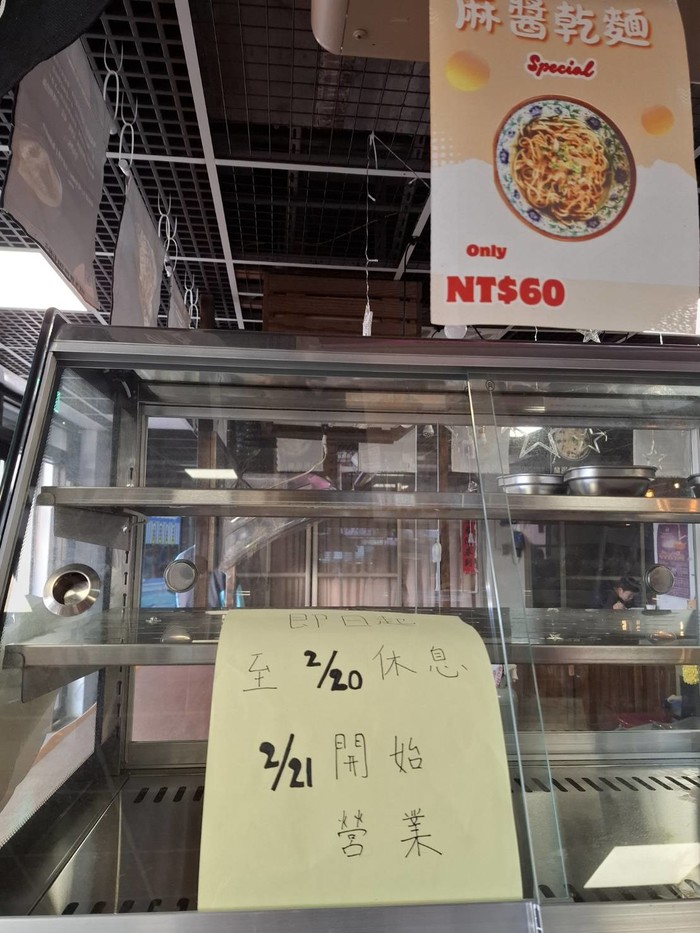 麻醬乾麵
Special
Only
NT$60
即日起
至 2/20 休息
2/21 開始
營業